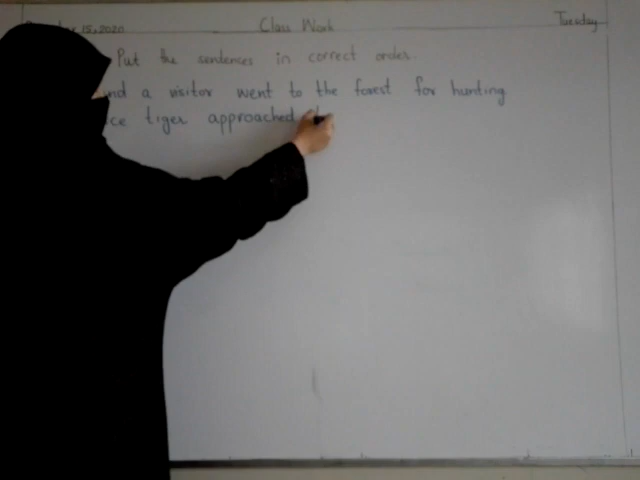 15, 2020 Class Work Tuesday
Put the sentences in correct order.
a visitor went to the forest for hunting
tiger approached